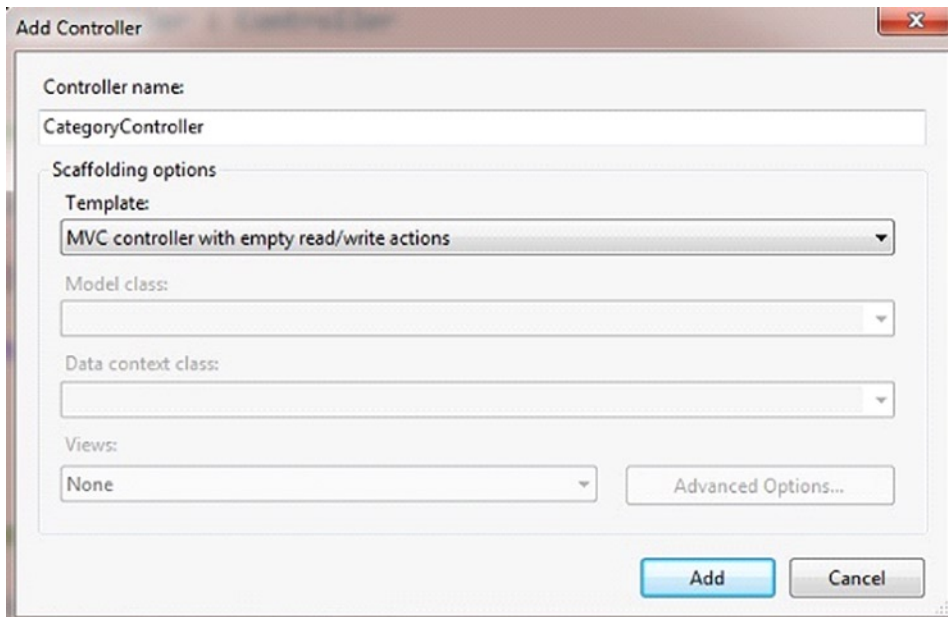 Add Controller
Controller name:
CategoryController
Scaffolding options
Template:
MVC controller with empty read/write actions
Model class:
Data context class:
Views:
None
Advanced Options...
Add
Cancel